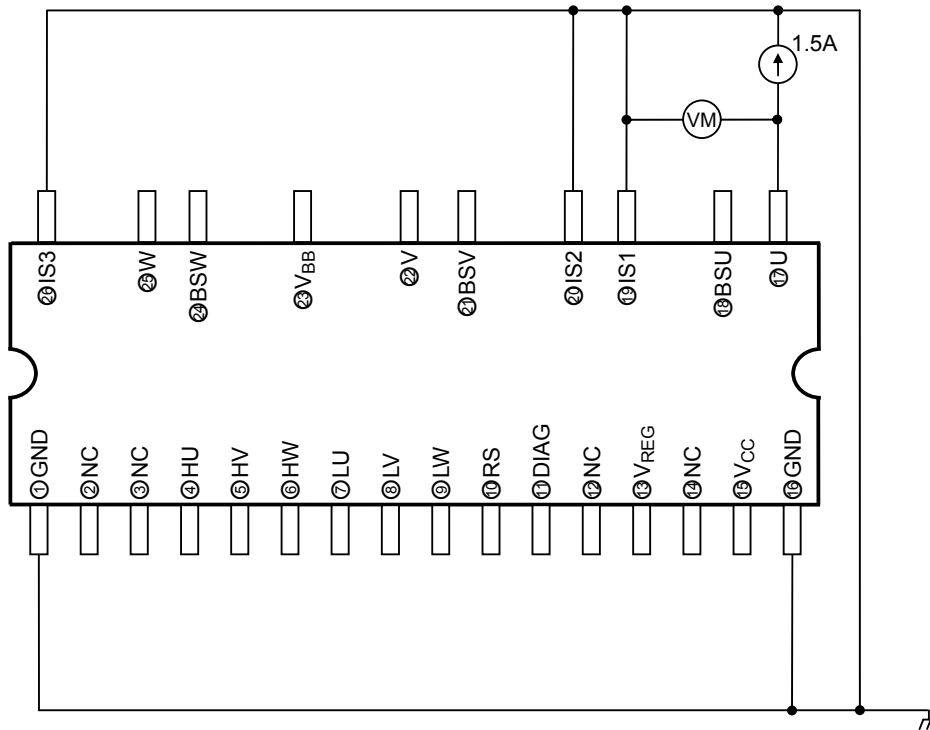 1.5A
VM
㉖IS3
㉕W
㉔BSW
㉓VBB
㉒V
㉑BSV
⑳IS2
⑲IS1
⑱BSU
⑰U
①GND
②NC
③NC
④HU
⑤HV
⑥HW
⑦LU
⑧LV
⑨LW
⑩RS
⑪DIAG
⑫NC
⑬VREG
⑭NC
⑮VCC
⑯GND